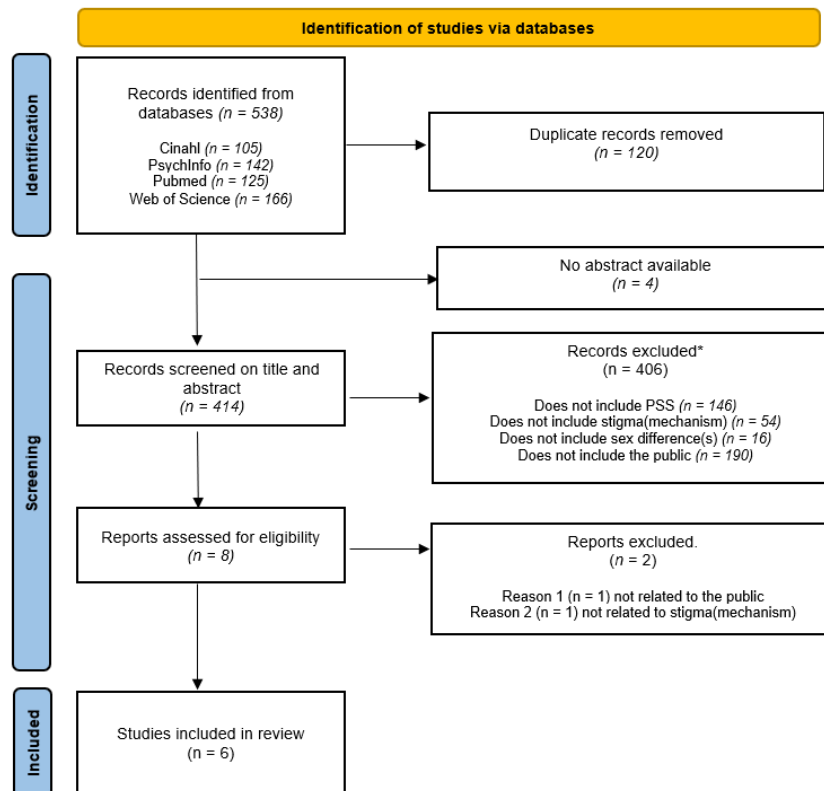 Identification of studies via databases
Identification
Records identified from
databases (n = 538)
Cinahl (n = 105)
PsychInfo (n = 142)
Pubmed (n = 125)
Web of Science (n = 166)
Duplicate records removed
(n = 120)
Screening
No abstract available
(n = 4)
Records screened on title and
abstract
(n = 414)
Records excluded*
(n = 406)
Does not include PSS (n = 146)
Does not include stigma(mechanism) (n = 54)
Does not include sex difference(s) (n = 16)
Does not include the public (n = 190)
Reports assessed for eligibility
(n = 8)
Reports excluded.
(n = 2)
Reason 1 (n = 1) not related to the public
Reason 2 (n = 1) not related to stigma(mechanism)
Included
Studies included in review
(n = 6)